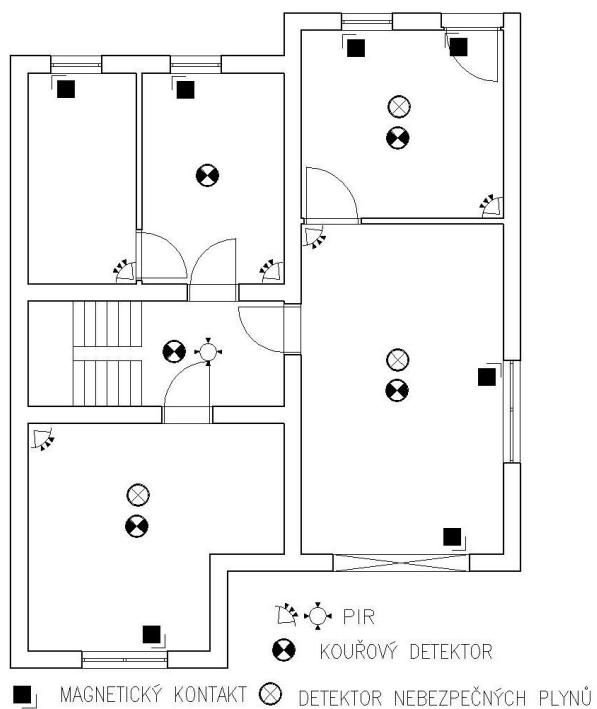 PIR
KOUŘOVÝ DETEKTOR
MAGNETICKÝ KONTAKT
DETEKTOR NEBEZPEČNÝCH PLYNŮ